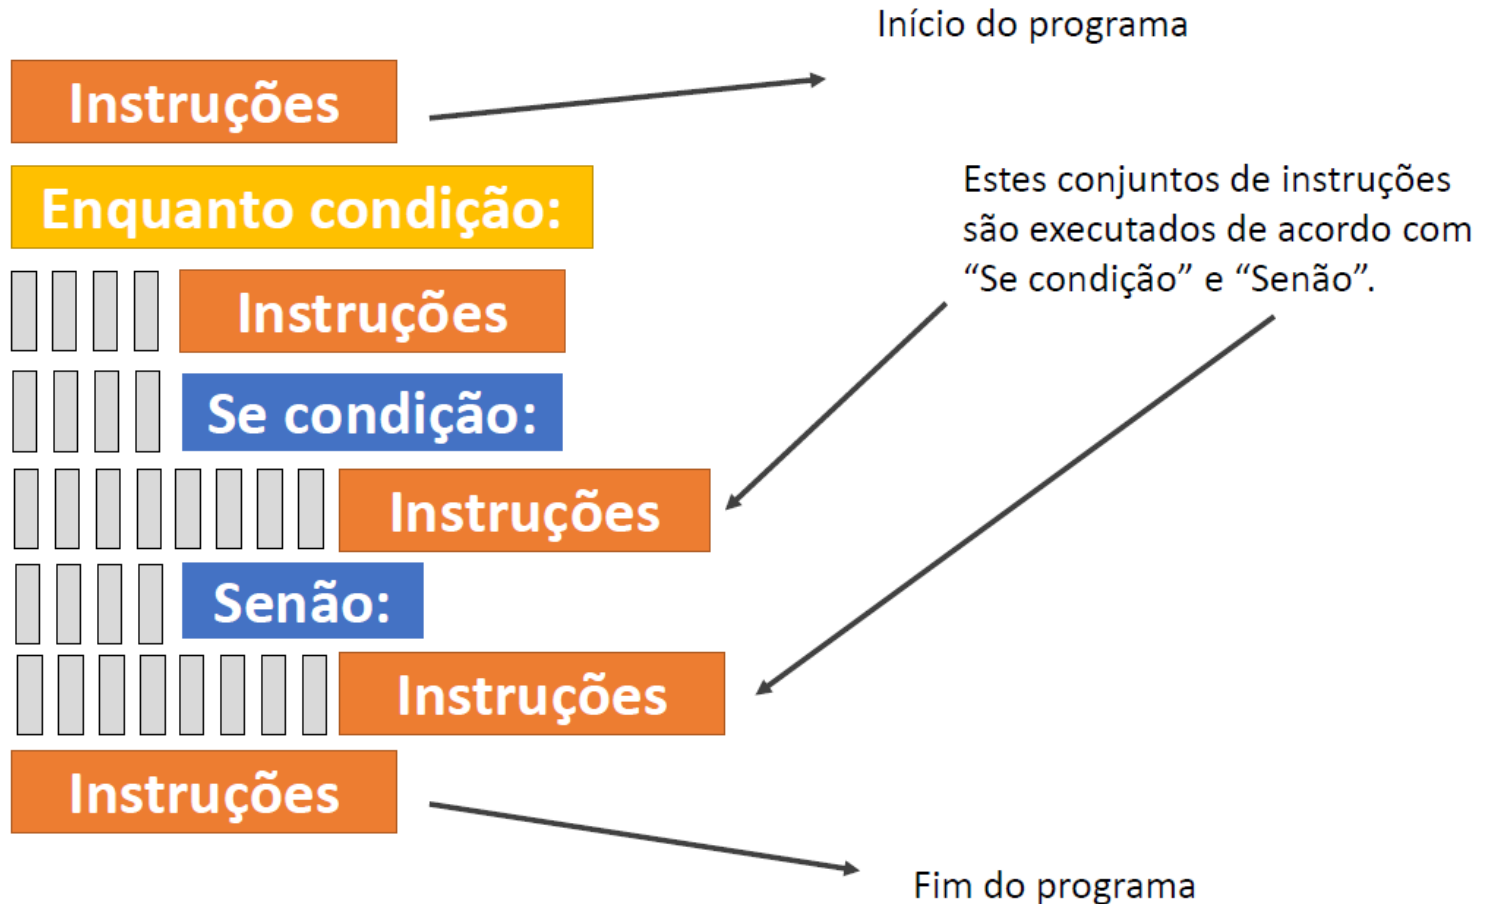 Início do programa
Instruções
Enquanto condição:
Estes conjuntos de instruções
são executados de acordo com
“Se condição” e “Senão”.
Instruções
Se condição:
Instruções
Senão:
Instruções
Instruções
Fim do programa